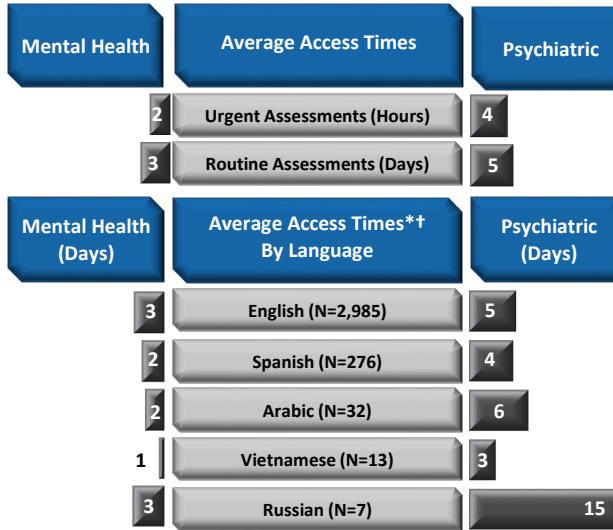 Mental Health Average Access Times Psychiatric
2 Urgent Assessments (Hours) 4
3 Routine Assessments (Days) 5
Mental Health Average Access Times*† Psychiatric
(Days) By Language (Days)
3 English (N=2,985) 5
2 Spanish (N=276) 4
2 Arabic (N=32) 6
1 Vietnamese (N=13) 3
3 Russian (N=7) 15